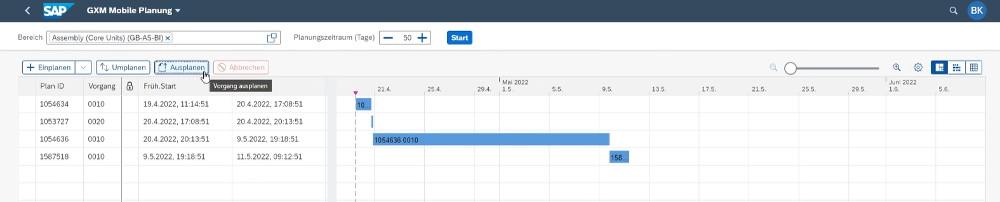 SAP GXM Mobile Planung BK
Bereich Assembly (Core Units) (GB-AS-BI) Planungszeitraum (Tage) 50 Start
Einplanen Umplanen Ausplanen Abbrechen
Vorgang ausplanen
Plan ID Vorgang Früh.Start
Mai 2022 Juni 2022
21.4. 25.4. 29.4. 1.5. 5.5. 9.5. 13.5. 17.5. 21.5. 25.5. 29.5. 1.6. 5.6.
1054634 0010 19.4.2022, 11:14:51 20.4.2022, 17:08:51 10...
1053727 0020 20.4.2022, 17:08:51 20.4.2022, 20:13:51
1054636 0010 20.4.2022, 20:13:51 9.5.2022, 19:18:51 1054636 0010
1587518 0010 9.5.2022, 19:18:51 11.5.2022, 09:12:51 158...